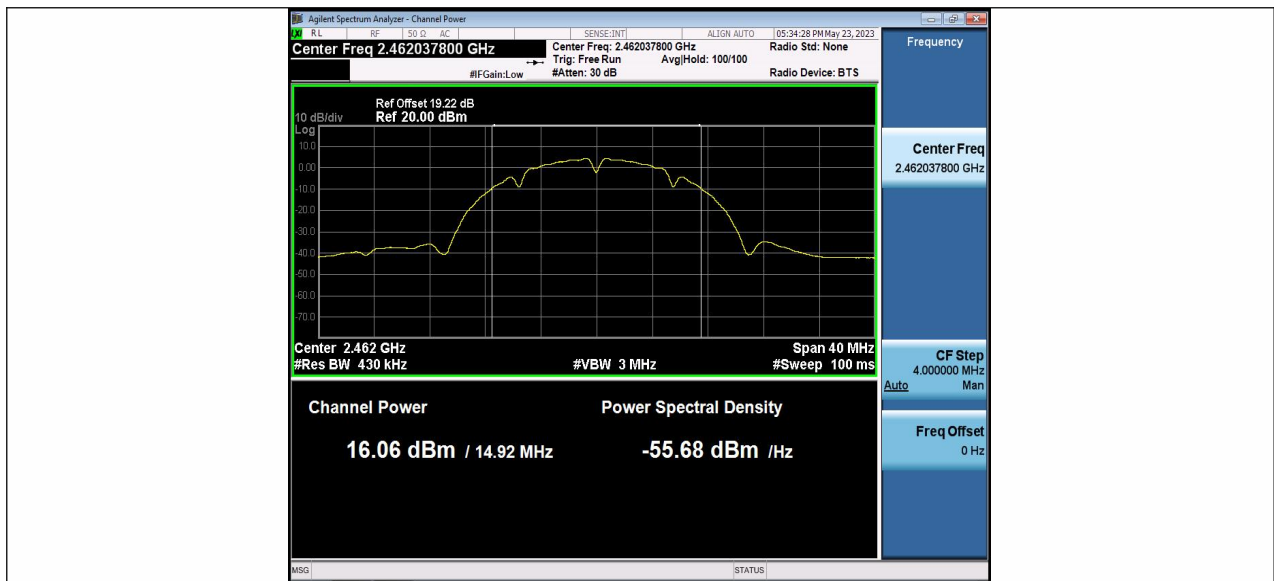 Agilent Spectrum Analyzer - Channel Power
LXI RL RF 50 Ω AC SENSE:INT ALIGN AUTO 05:34:28 PM May 23, 2023
Center Freq 2.462037800 GHz
Center Freq: 2.462037800 GHz
Radio Std: None
Trig: Free Run Avg|Hold: 100/100
#IFGain:Low
#Atten: 30 dB
Radio Device: BTS
Ref Offset 19.22 dB
10 dB/div Ref 20.00 dBm
Log
10.0
0.00
-10.0
-20.0
-30.0
-40.0
-50.0
-60.0
-70.0
Center 2.462 GHz Span 40 MHz
#Res BW 430 kHz #VBW 3 MHz #Sweep 100 ms
Channel Power
Power Spectral Density
16.06 dBm / 14.92 MHz
-55.68 dBm /Hz
MSG STATUS
Frequency
Center Freq
2.462037800 GHz
CF Step
4.000000 MHz
Auto Man
Freq Offset
0 Hz